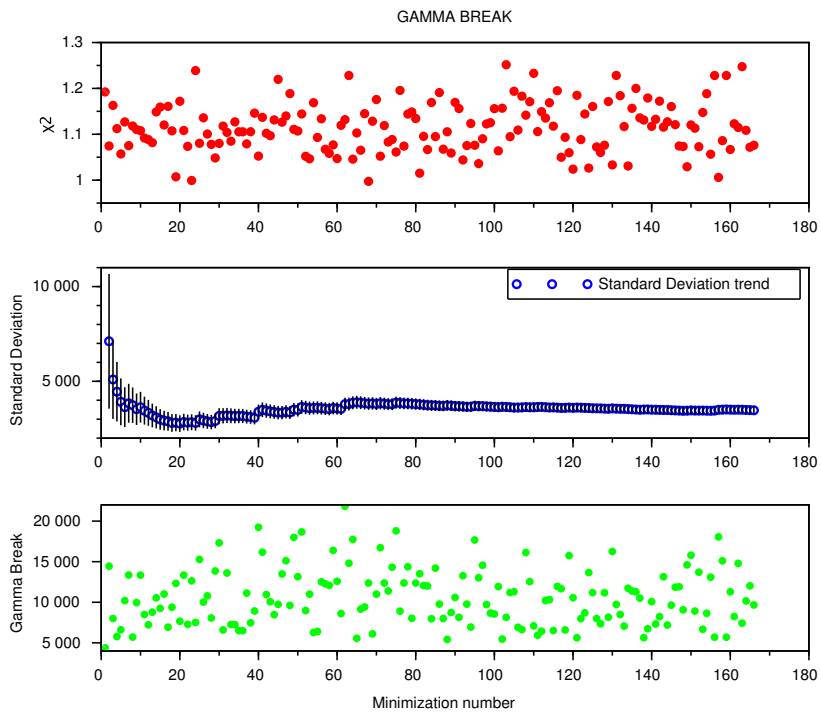 GAMMA BREAK
1.3
1.2
1.1
1
χ2
0 20 40 60 80 100 120 140 160 180
10 000
5 000
Standard Deviation
Standard Deviation trend
0 20 40 60 80 100 120 140 160 180
20 000
15 000
10 000
5 000
Gamma Break
0 20 40 60 80 100 120 140 160 180
Minimization number